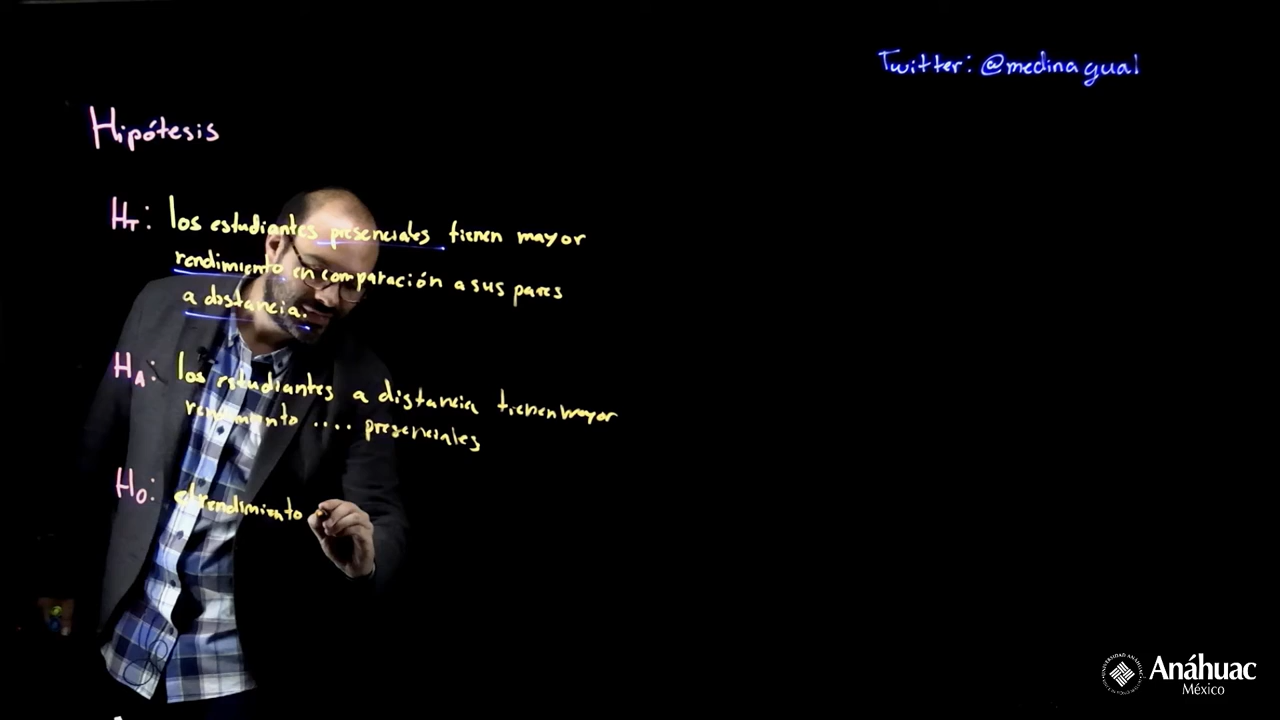 Twitter: @medinagual
Hipótesis
HT: los estudiantes presenciales tienen mayor
rendimiento en comparación a sus pares
a distancia.
HA: los estudiantes a distancia tienen mayor
rendimiento .... presenciales
HO: el rendimiento
Anáhuac
México